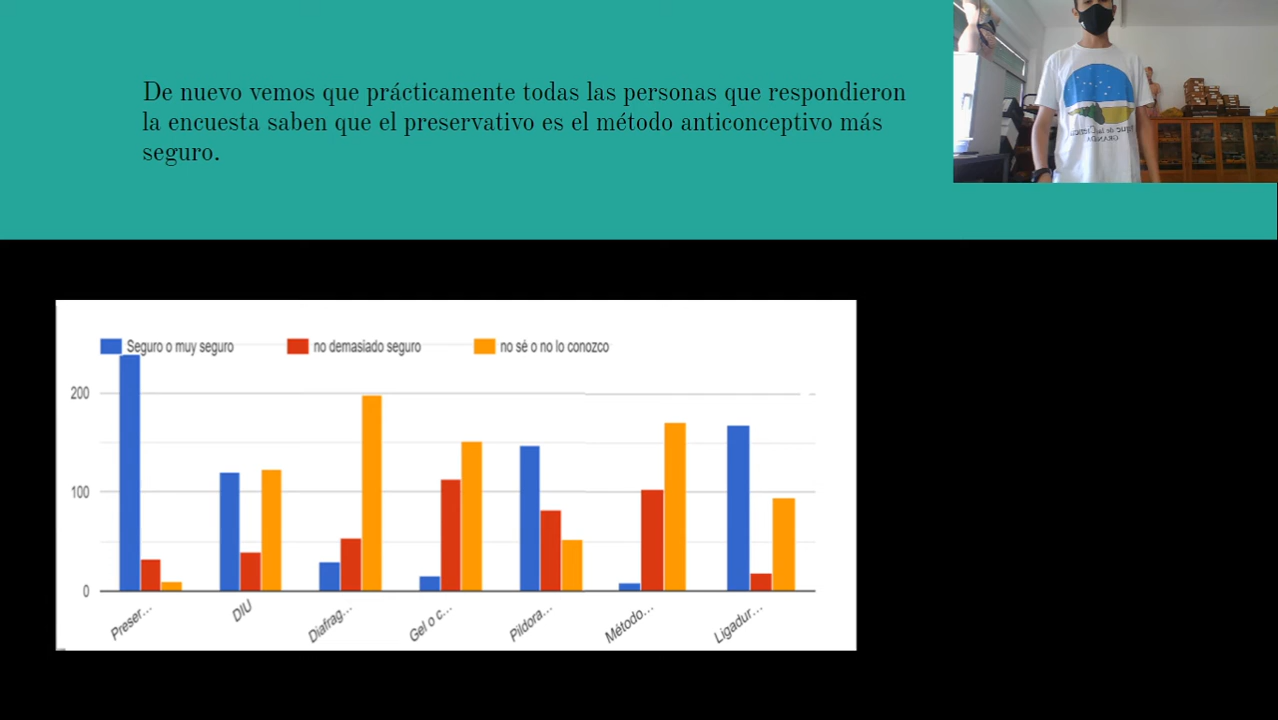 De nuevo vemos que prácticamente todas las personas que respondieron
la encuesta saben que el preservativo es el método anticonceptivo más
seguro.
GRANADA
Seguro o muy seguro
no demasiado seguro
no sè o no lo conozco
200
100
0
Preser...
DIU
Diafrag...
Gel o c...
Pildora...
Método...
Ligadur...